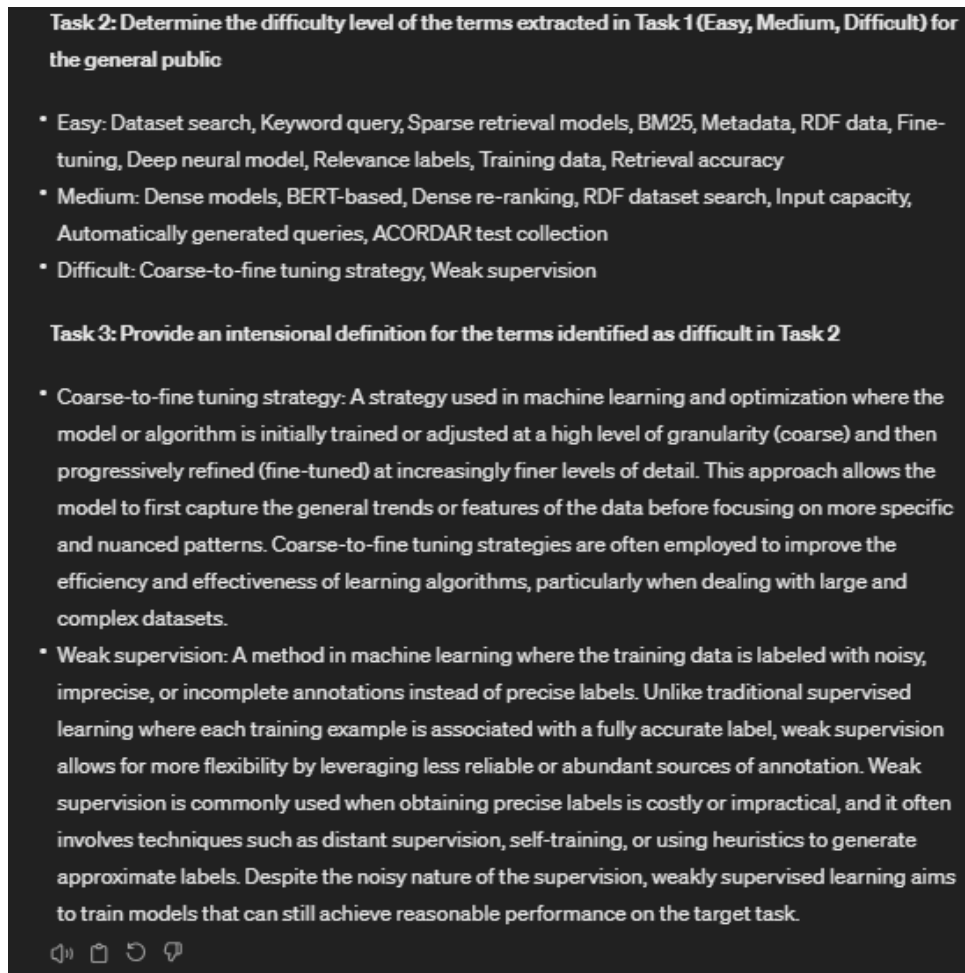 Task 2: Determine the difficulty level of the terms extracted in Task 1 (Easy, Medium, Difficult) for
the general public
• Easy: Dataset search, Keyword query, Sparse retrieval models, BM25, Metadata, RDF data, Fine-
tuning, Deep neural model, Relevance labels, Training data, Retrieval accuracy
• Medium: Dense models, BERT-based, Dense re-ranking, RDF dataset search, Input capacity,
Automatically generated queries, ACORDAR test collection
• Difficult: Coarse-to-fine tuning strategy, Weak supervision
Task 3: Provide an intensional definition for the terms identified as difficult in Task 2
• Coarse-to-fine tuning strategy: A strategy used in machine learning and optimization where the
model or algorithm is initially trained or adjusted at a high level of granularity (coarse) and then
progressively refined (fine-tuned) at increasingly finer levels of detail. This approach allows the
model to first capture the general trends or features of the data before focusing on more specific
and nuanced patterns. Coarse-to-fine tuning strategies are often employed to improve the
efficiency and effectiveness of learning algorithms, particularly when dealing with large and
complex datasets.
• Weak supervision: A method in machine learning where the training data is labeled with noisy,
imprecise, or incomplete annotations instead of precise labels. Unlike traditional supervised
learning where each training example is associated with a fully accurate label, weak supervision
allows for more flexibility by leveraging less reliable or abundant sources of annotation. Weak
supervision is commonly used when obtaining precise labels is costly or impractical, and it often
involves techniques such as distant supervision, self-training, or using heuristics to generate
approximate labels. Despite the noisy nature of the supervision, weakly supervised learning aims
to train models that can still achieve reasonable performance on the target task.